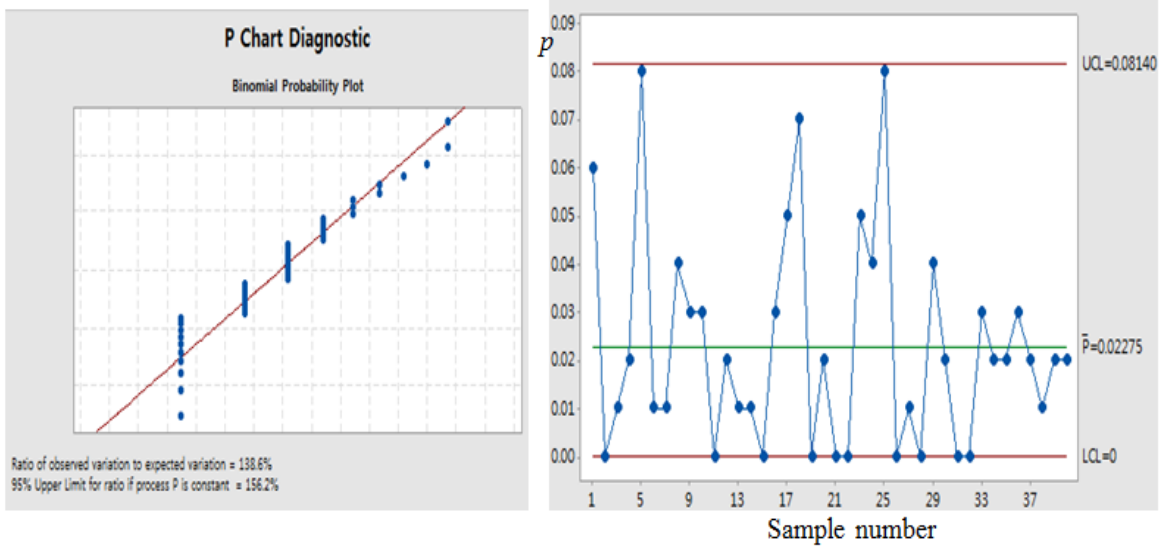 P Chart Diagnostic
Binomial Probability Plot
Ratio of observed variation to expected variation = 138.6%
95% Upper Limit for ratio if process P is constant = 156.2%
p
0.09
0.08
0.07
0.06
0.05
0.04
0.03
0.02
0.01
0.00
UCL=0.08140
P̄=0.02275
LCL=0
1 5 9 13 17 21 25 29 33 37
Sample number